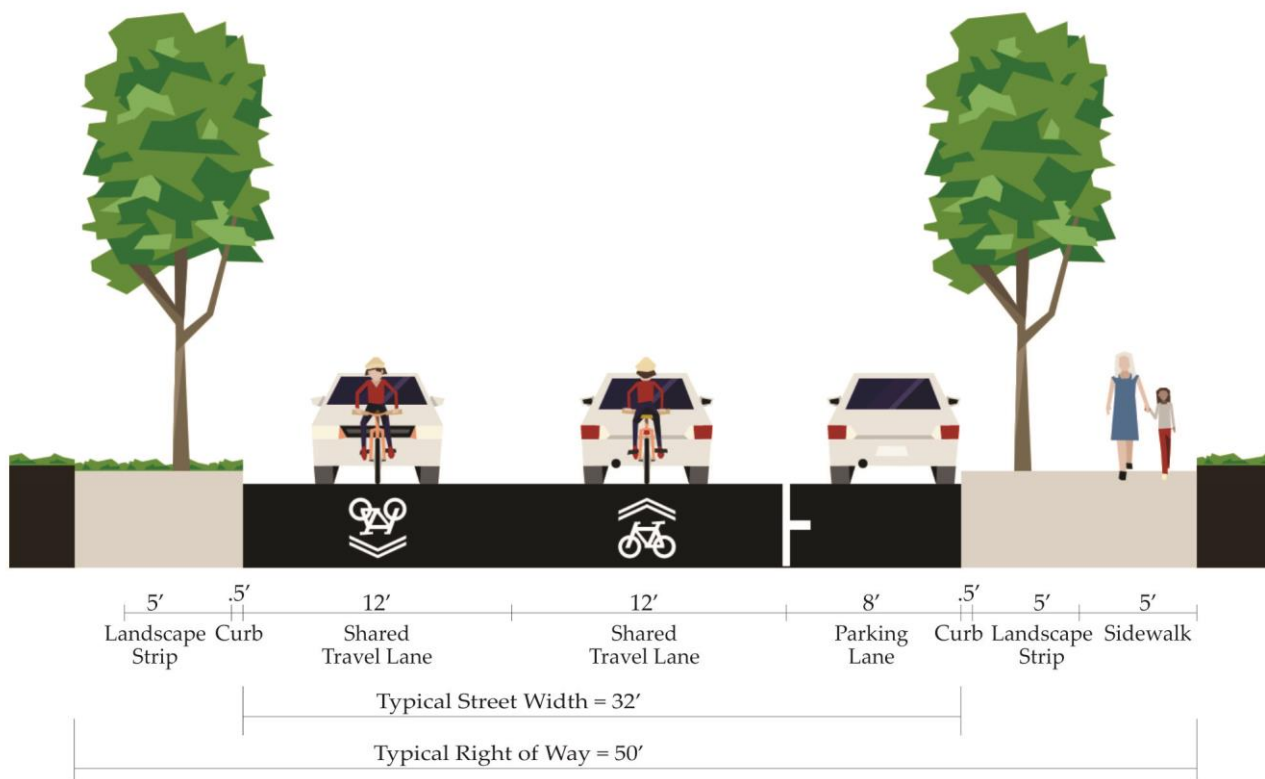 5′ .5′ 12′ 12′ 8′ .5′ 5′ 5′
Landscape Strip
Curb
Shared Travel Lane
Shared Travel Lane
Parking Lane
Curb
Landscape Strip
Sidewalk
Typical Street Width = 32′
Typical Right of Way = 50′